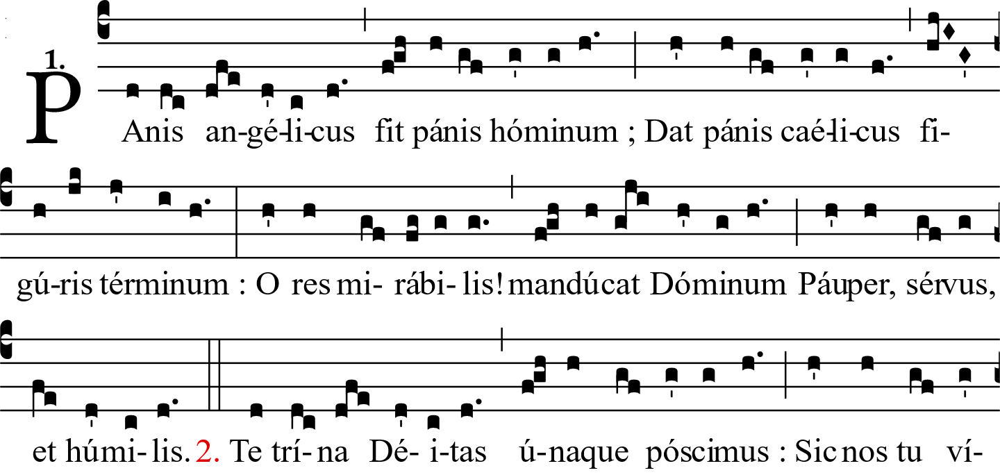 1.
PAnis an-gé-li-cus fit pánis hóminum ; Dat pánis caé-li-cus fi-
gú-ris términum : O res mi- rábi- lis! mandúcat Dóminum Páuper, sérvus,
et húmi- lis. 2. Te trí- na Dé- i-tas ú-naque póscimus : Sic nos tu ví-